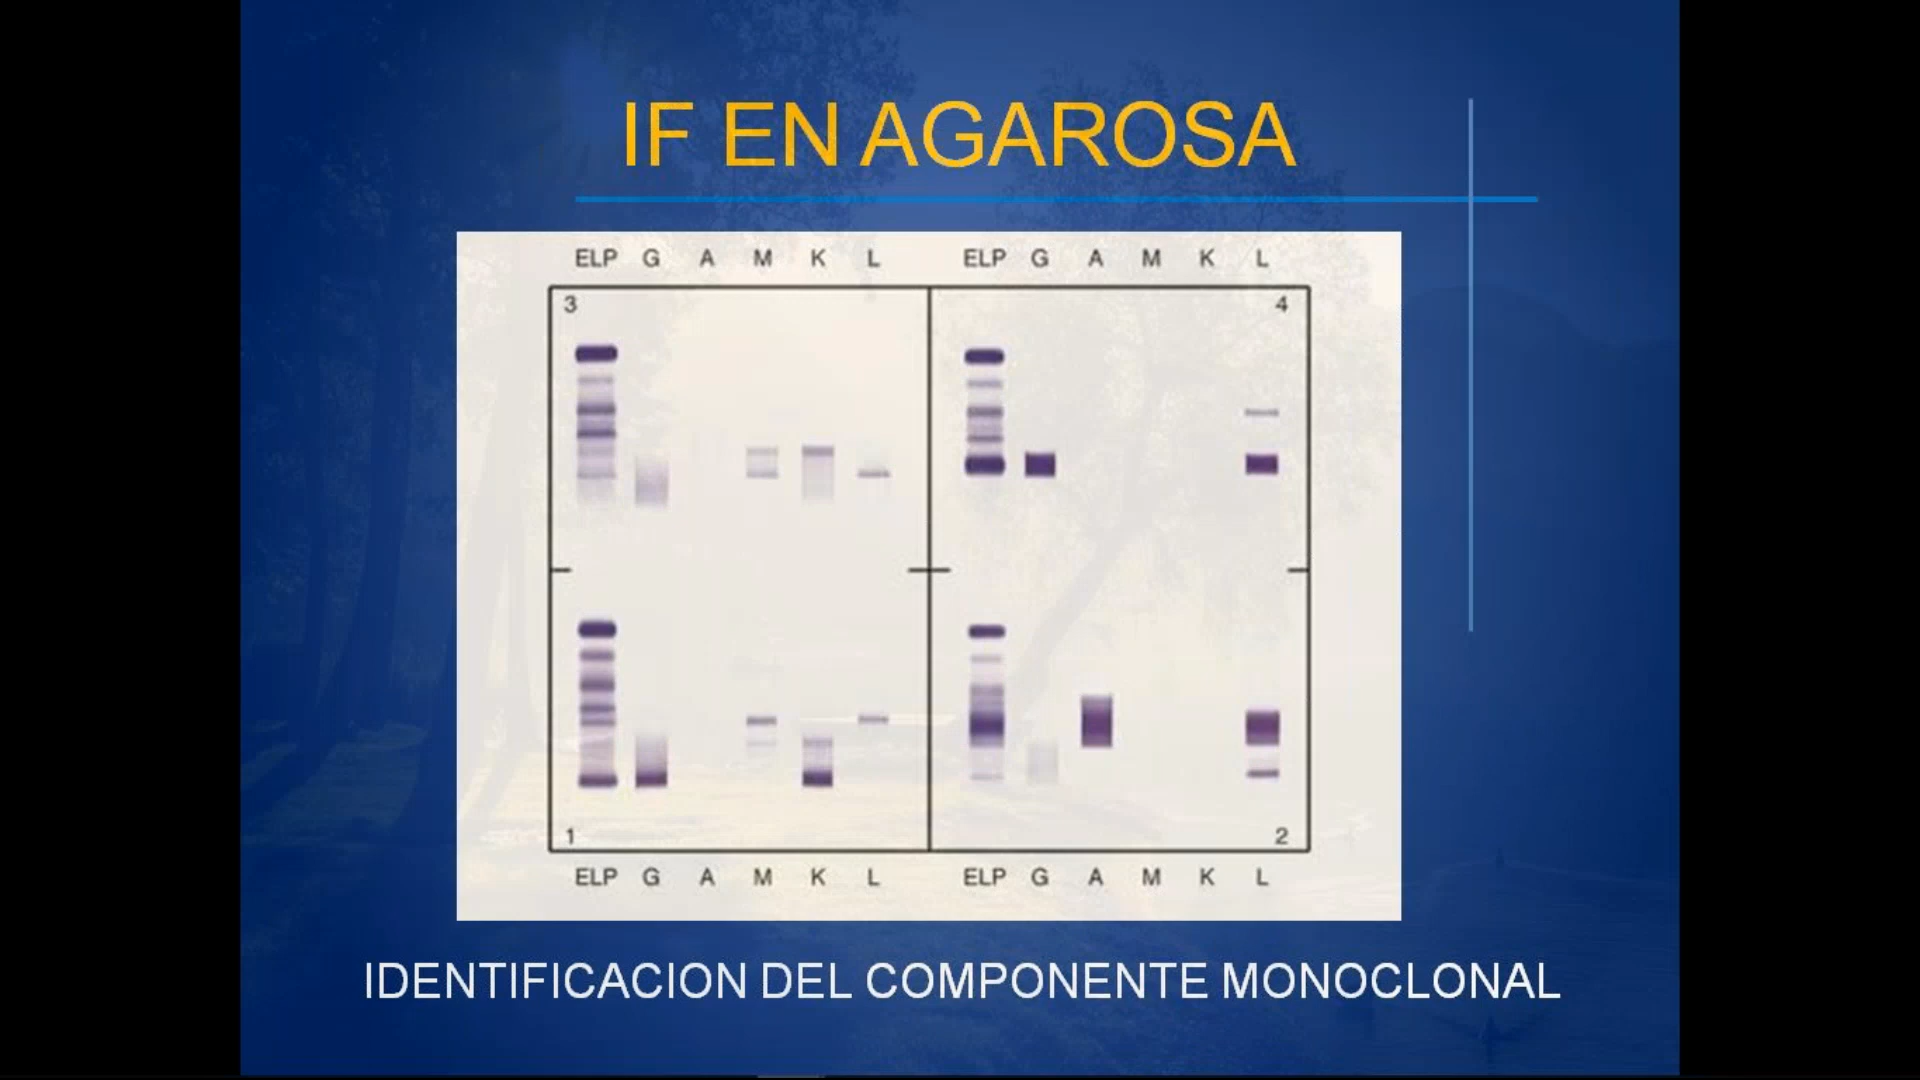 IF EN AGAROSA
ELP G A M K L ELP G A M K L
3 4
1 2
ELP G A M K L ELP G A M K L
IDENTIFICACION DEL COMPONENTE MONOCLONAL